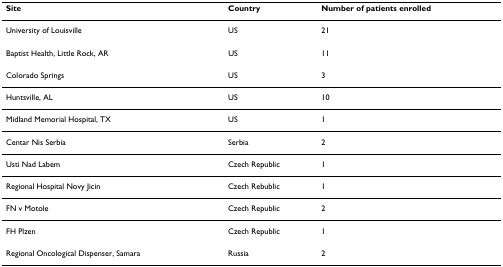 Site Country Number of patients enrolled
University of Louisville US 21
Baptist Health, Little Rock, AR US 11
Colorado Springs US 3
Huntsville, AL US 10
Midland Memorial Hospital, TX US 1
Centar Nis Serbia Serbia 2
Usti Nad Labem Czech Republic 1
Regional Hospital Novy Jicin Czech Rebublic 1
FN v Motole Czech Republic 2
FH Plzen Czech Republic 1
Regional Oncological Dispenser, Samara Russia 2